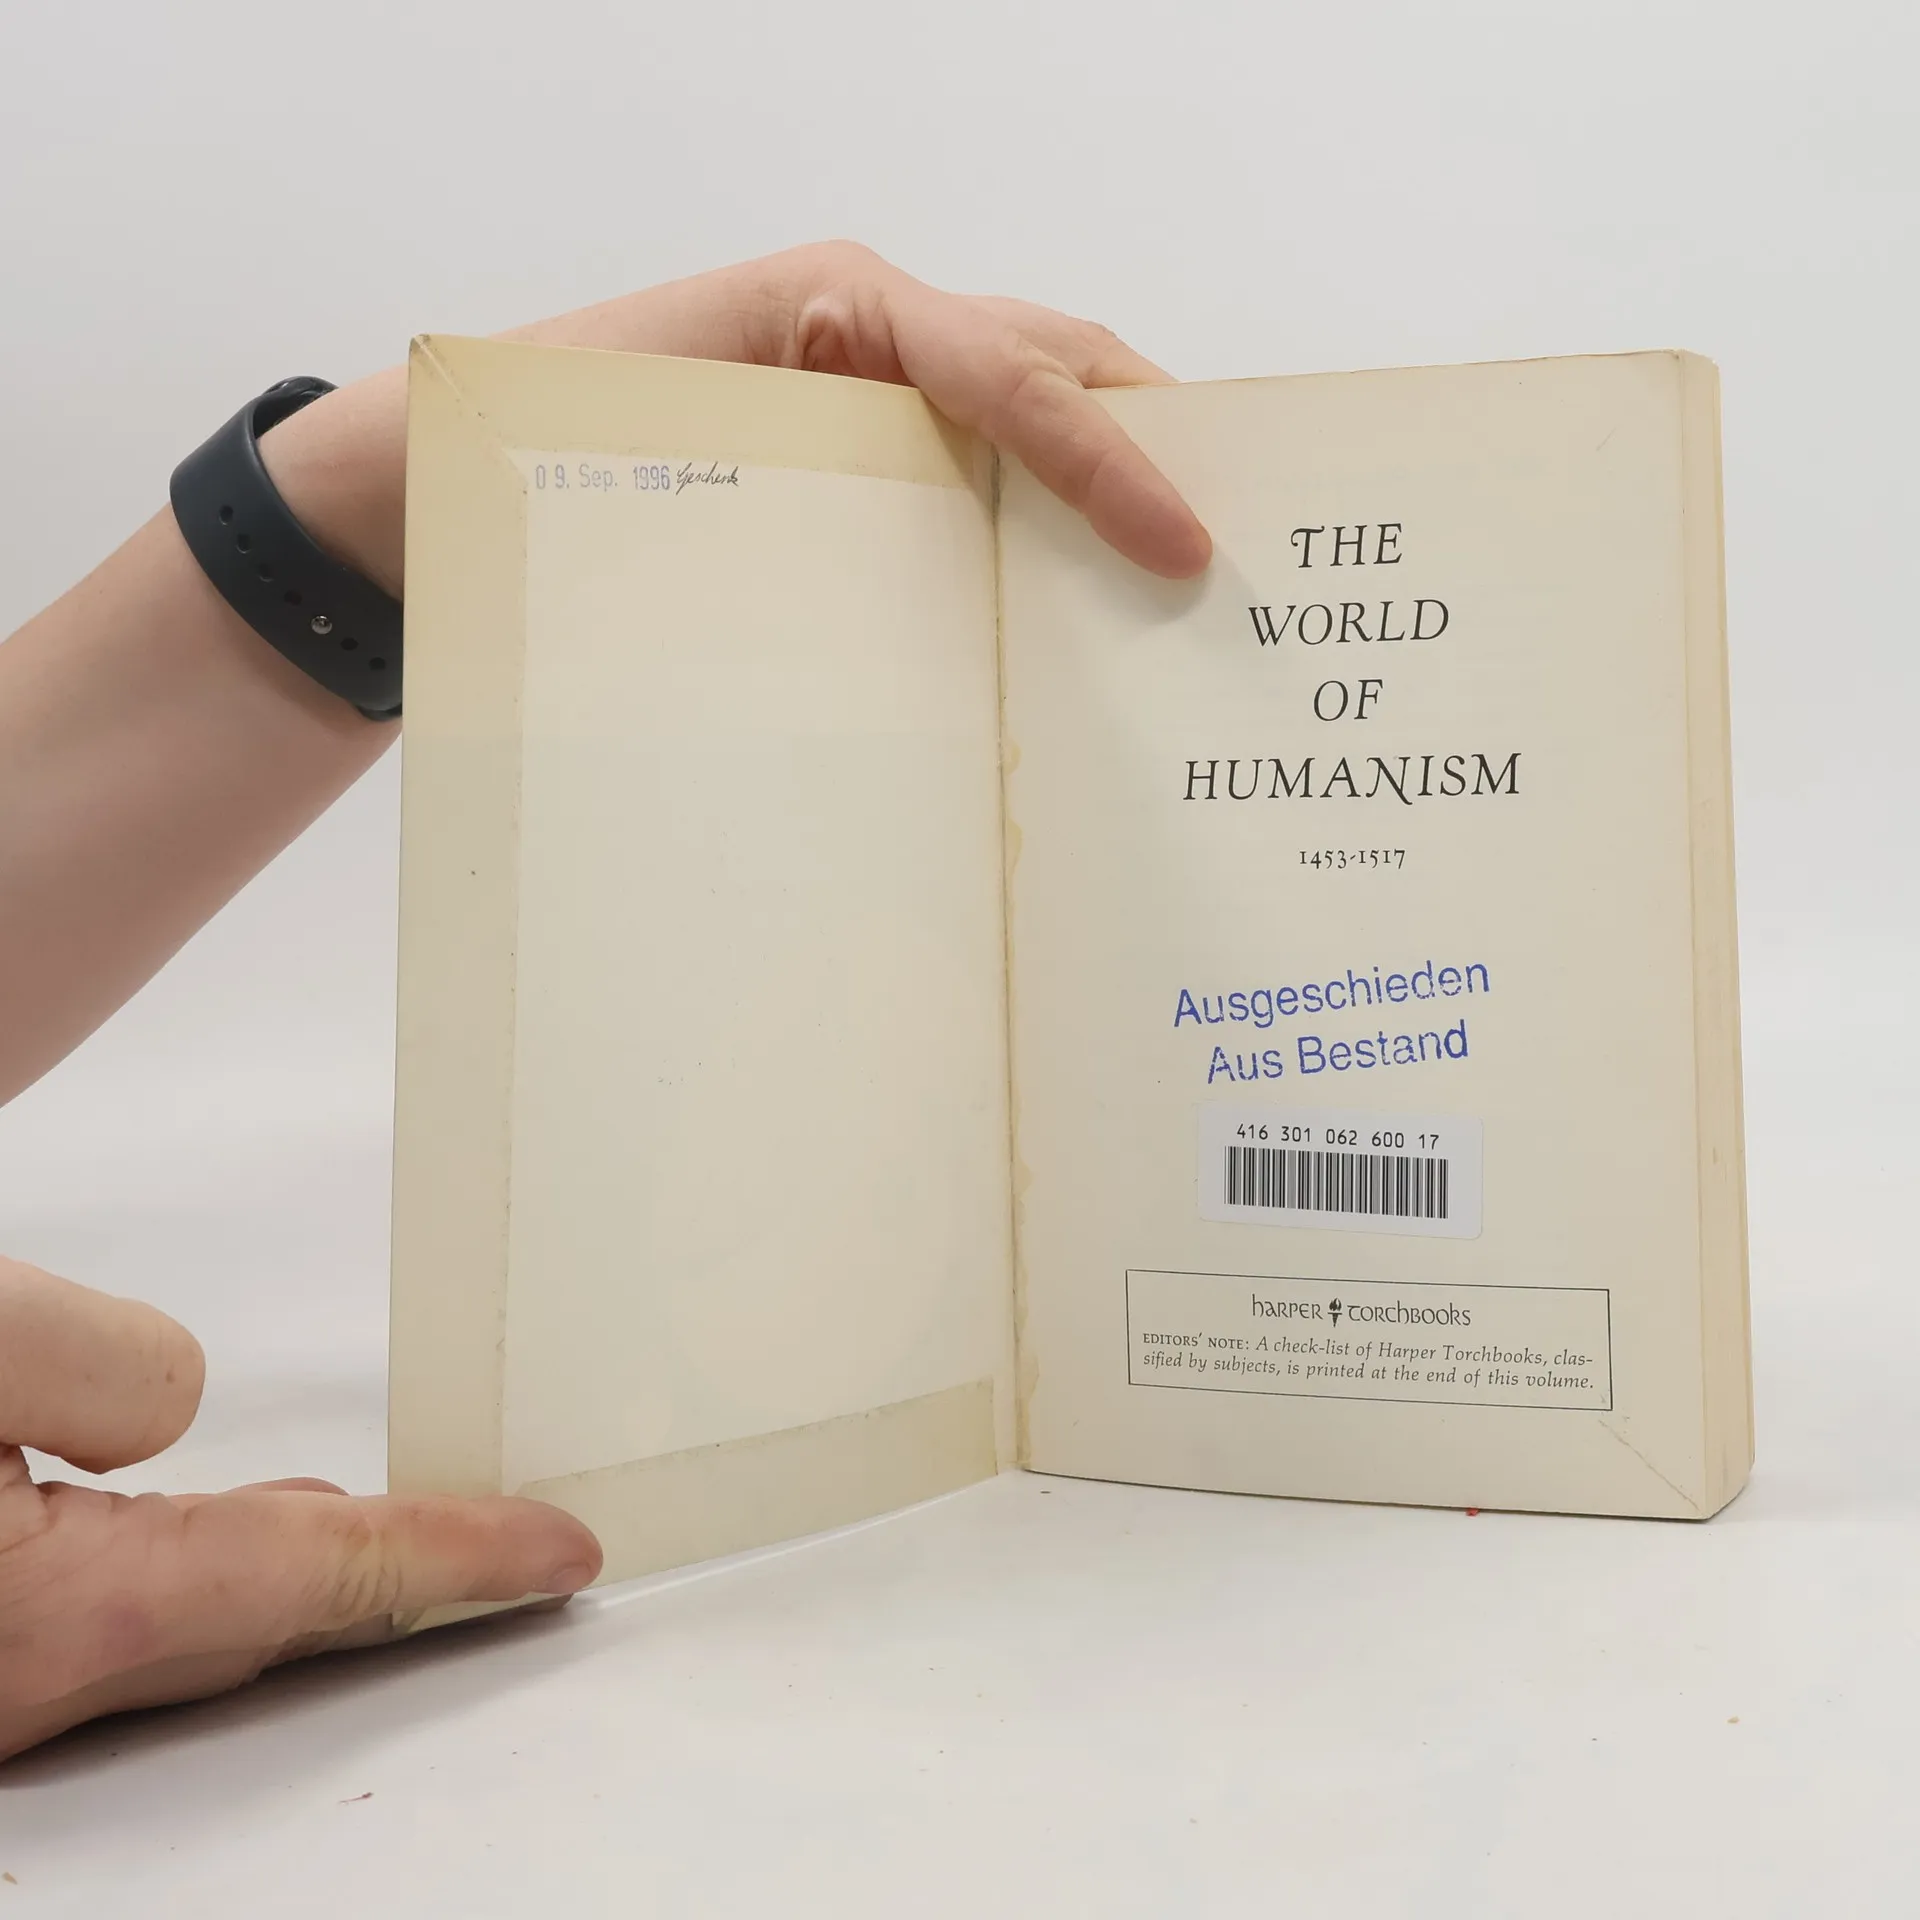 09. Sep. 1996 Geschenk
THE
WORLD
OF
HUMANISM
1453-1517
Ausgeschieden
Aus Bestand
416 301 062 600 17
HARPER TORCHBOOKS
EDITORS' NOTE: A check-list of Harper Torchbooks, clas-
sified by subjects, is printed at the end of this volume.